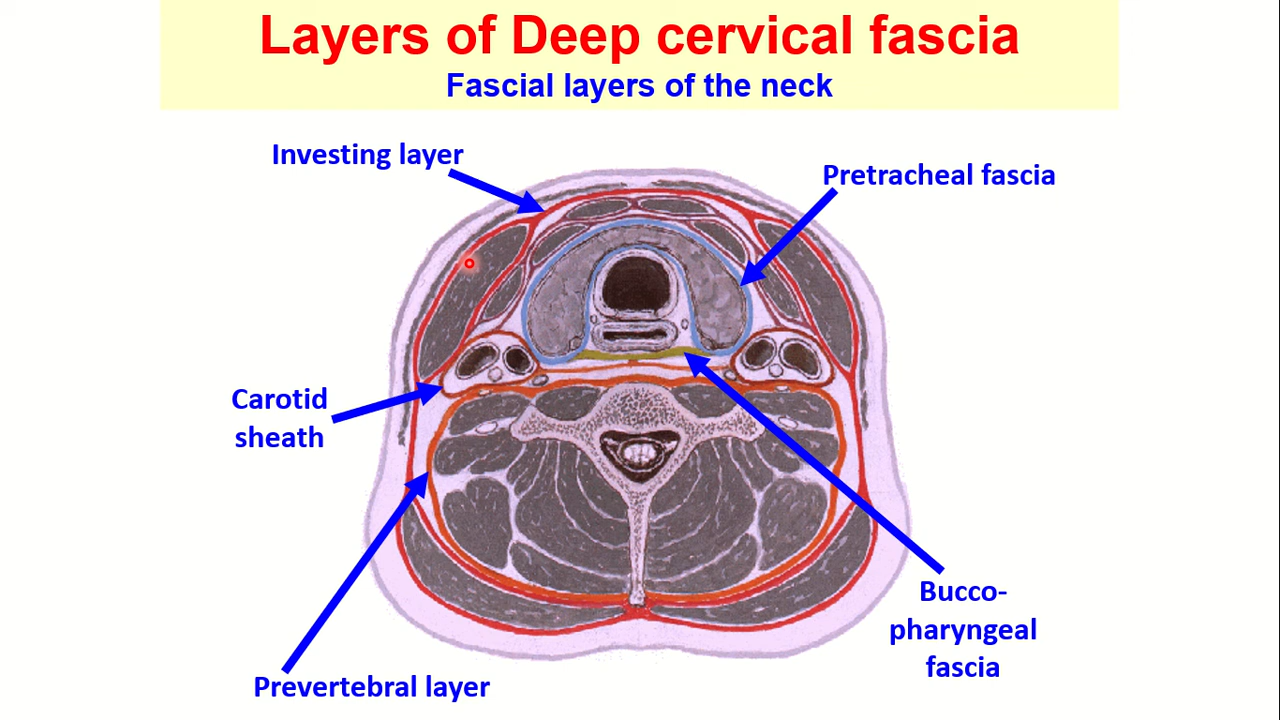 Layers of Deep cervical fascia
Fascial layers of the neck
Investing layer
Pretracheal fascia
Carotid
sheath
Bucco-
pharyngeal
fascia
Prevertebral layer